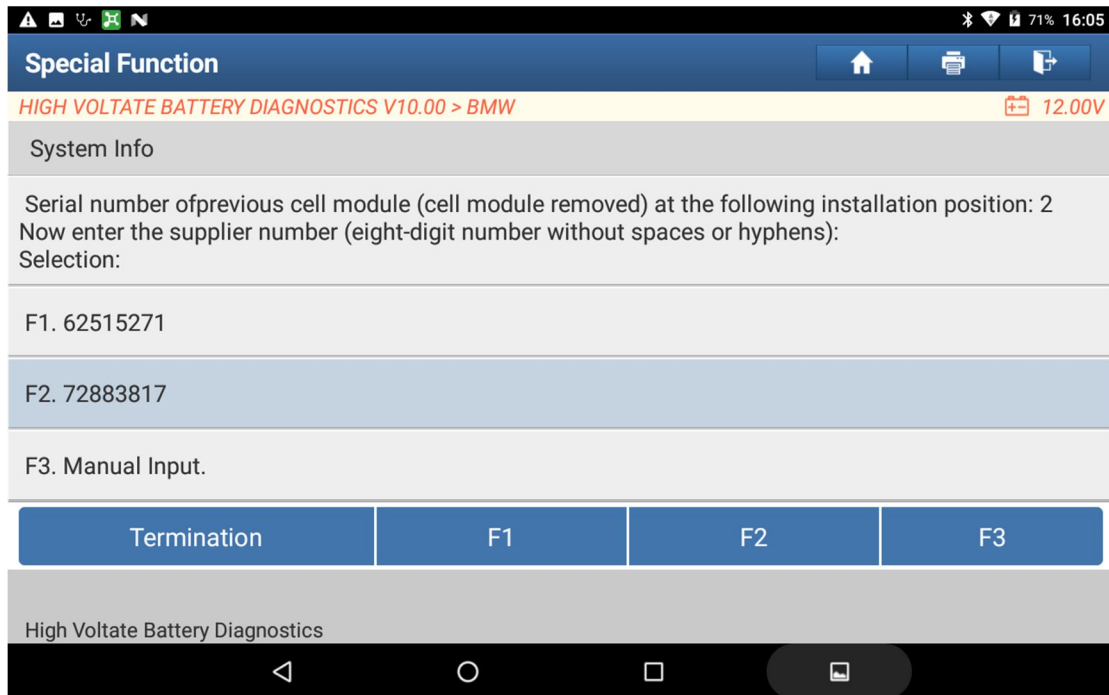 71% 16:05
Special Function
HIGH VOLTATE BATTERY DIAGNOSTICS V10.00 > BMW
12.00V
System Info
Serial number ofprevious cell module (cell module removed) at the following installation position: 2
Now enter the supplier number (eight-digit number without spaces or hyphens):
Selection:
F1. 62515271
F2. 72883817
F3. Manual Input.
Termination F1 F2 F3
High Voltate Battery Diagnostics